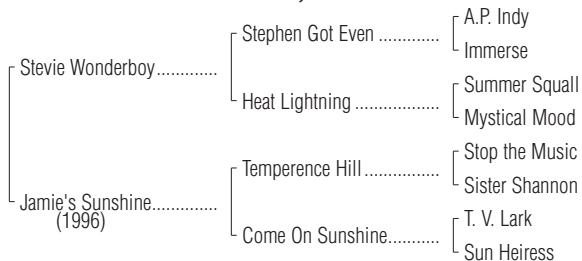 A.P. Indy
Stephen Got Even .............
Immerse
Stevie Wonderboy.............
Summer Squall
Heat Lightning ..................
Mystical Mood
Stop the Music
Temperence Hill................
Sister Shannon
Jamie's Sunshine..............
(1996)
T. V. Lark
Come On Sunshine...........
Sun Heiress